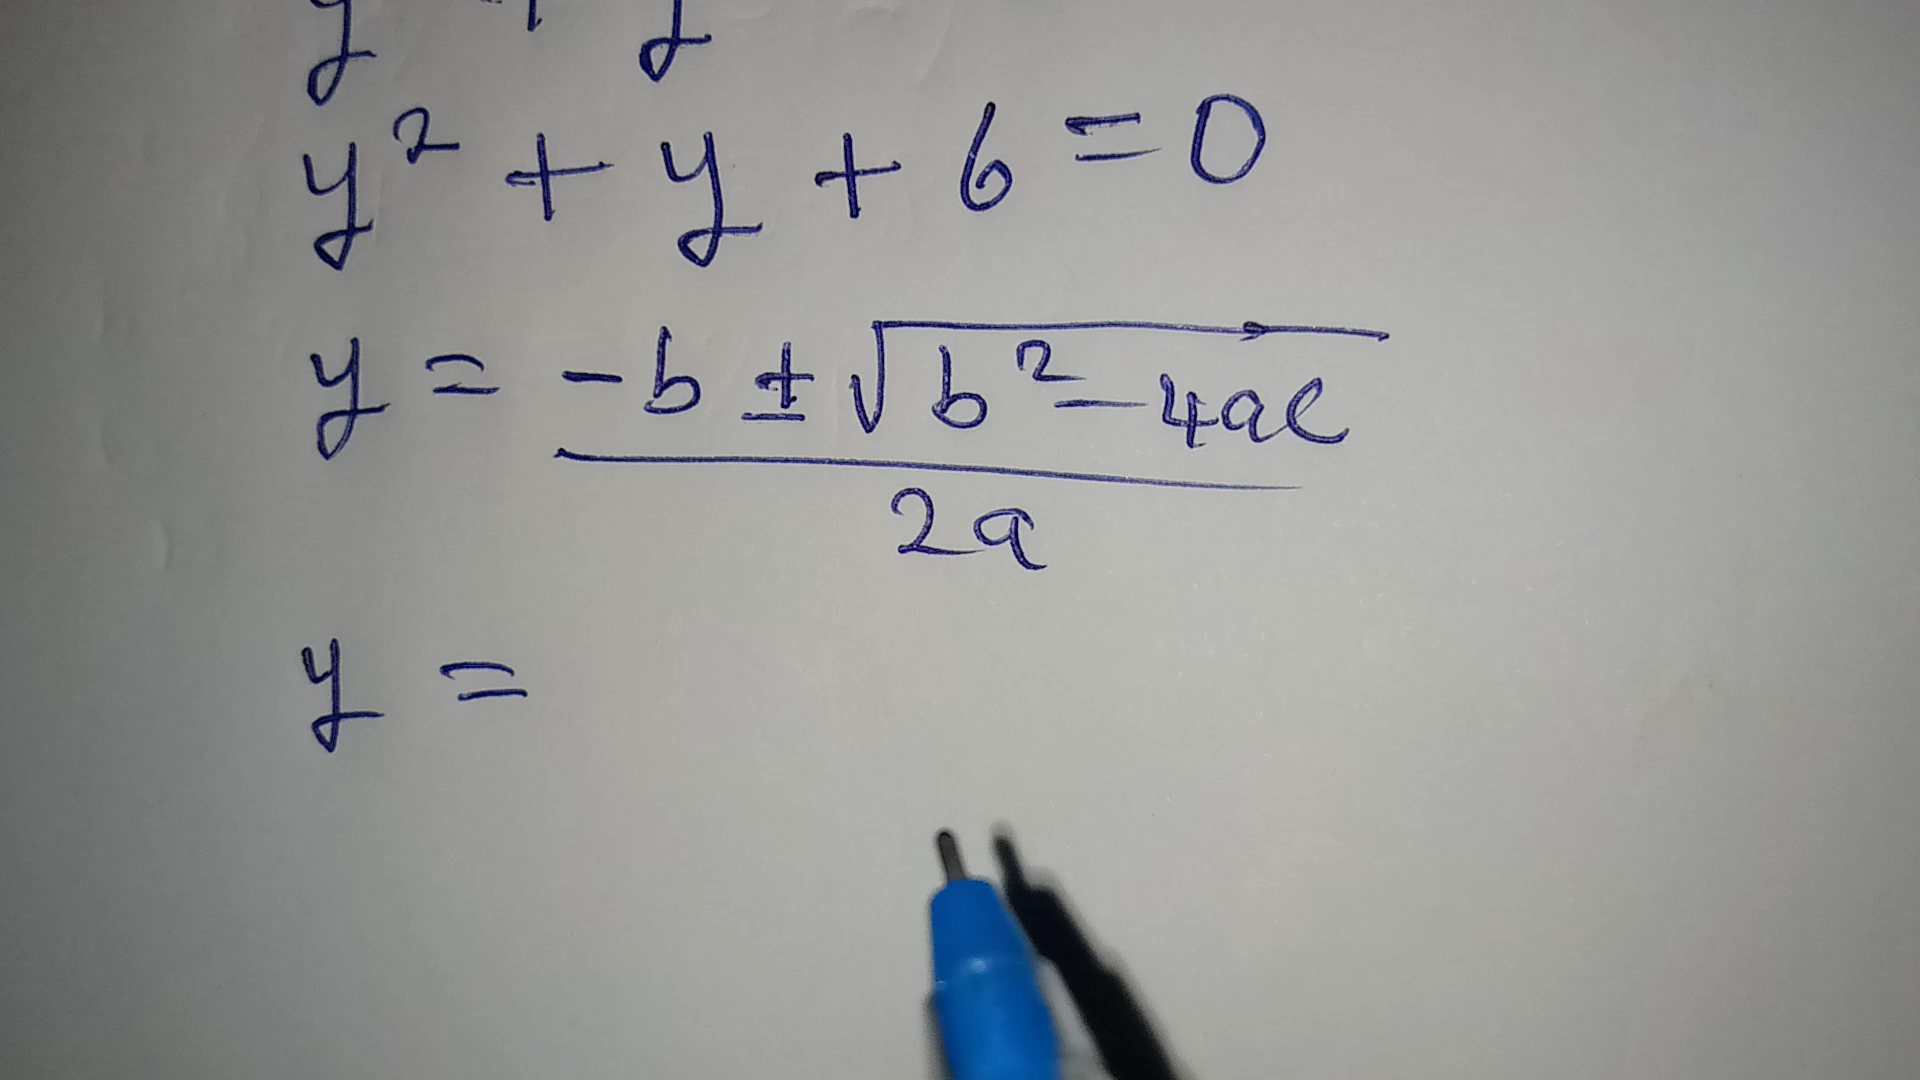 y² + y + 6 = 0
y = -b ± √b² - 4ac
2a
y =